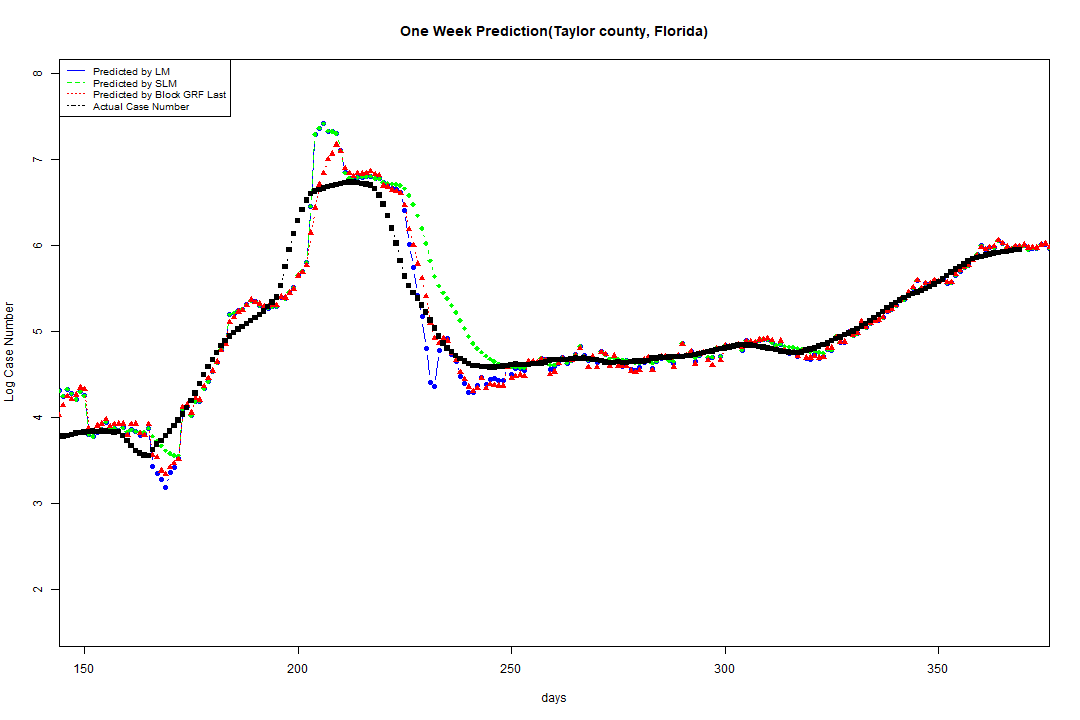 One Week Prediction(Taylor county, Florida)
Predicted by LM
Predicted by SLM
Predicted by Block GRF Last
Actual Case Number
8
7
6
5
4
3
2
Log Case Number
150 200 250 300 350
days